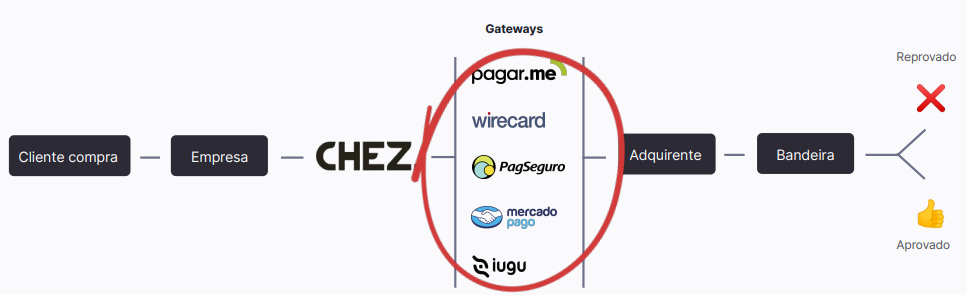 Gateways
Reprovado
pagar.me
wirecard
Cliente compra
Empresa
CHEZ.
PagSeguro
Adquirente
Bandeira
mercado
pago
Aprovado
iugu